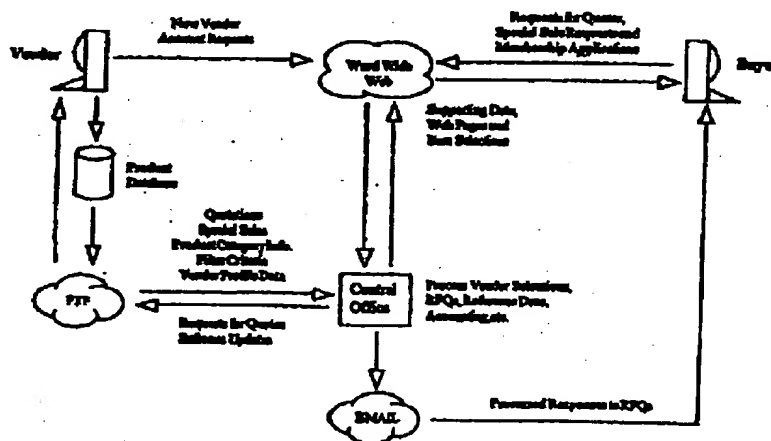 New Vendor
Account Requests
Requests for Quotes,
Special Sale Requests and
Membership Applications
Vendor
World Wide
Web
Buye
Supporting Data,
Web Pages and
Item Selections
Product
Database
Quotations
Special Sales
Product Category Info.
Filter Criteria
Vendor Profile Data
FTP
Central
Office
Process Vendor Selections,
RFQs, Reference Data,
Accounting, etc.
Requests for Quotes
Software Updates
EMAIL
Processed Responses to RFQs